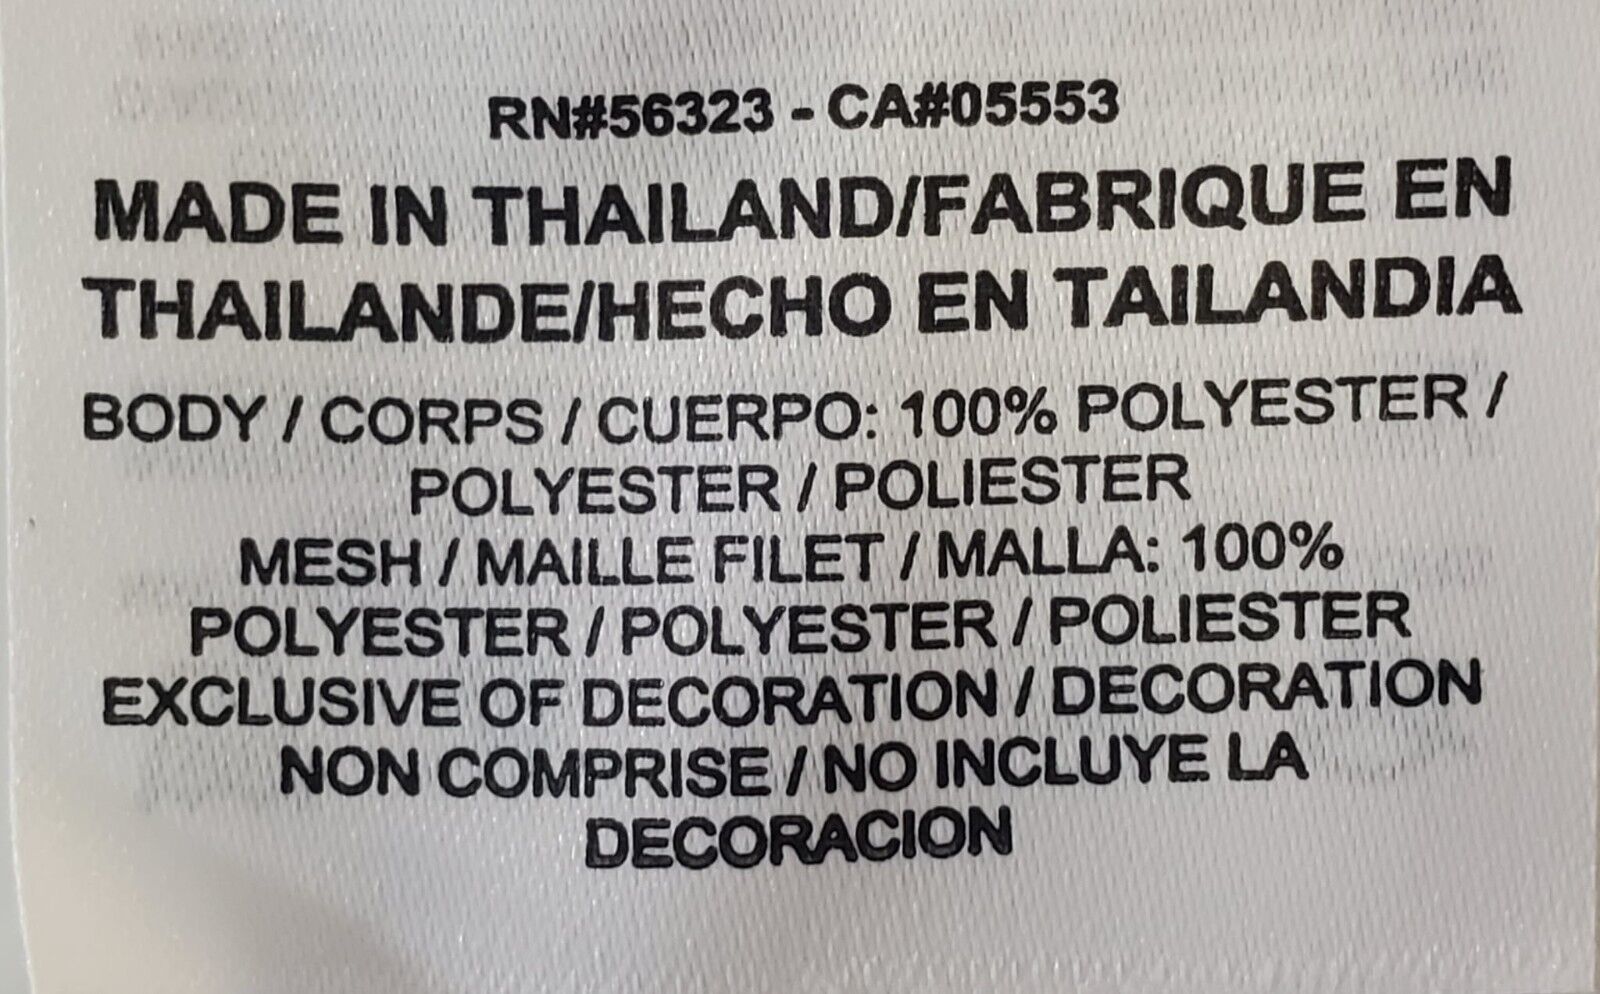 RN#56323 - CA#05553
MADE IN THAILAND/FABRIQUE EN
THAILANDE/HECHO EN TAILANDIA
BODY / CORPS / CUERPO: 100% POLYESTER /
POLYESTER / POLIESTER
MESH / MAILLE FILET / MALLA: 100%
POLYESTER / POLYESTER / POLIESTER
EXCLUSIVE OF DECORATION / DECORATION
NON COMPRISE / NO INCLUYE LA
DECORACION